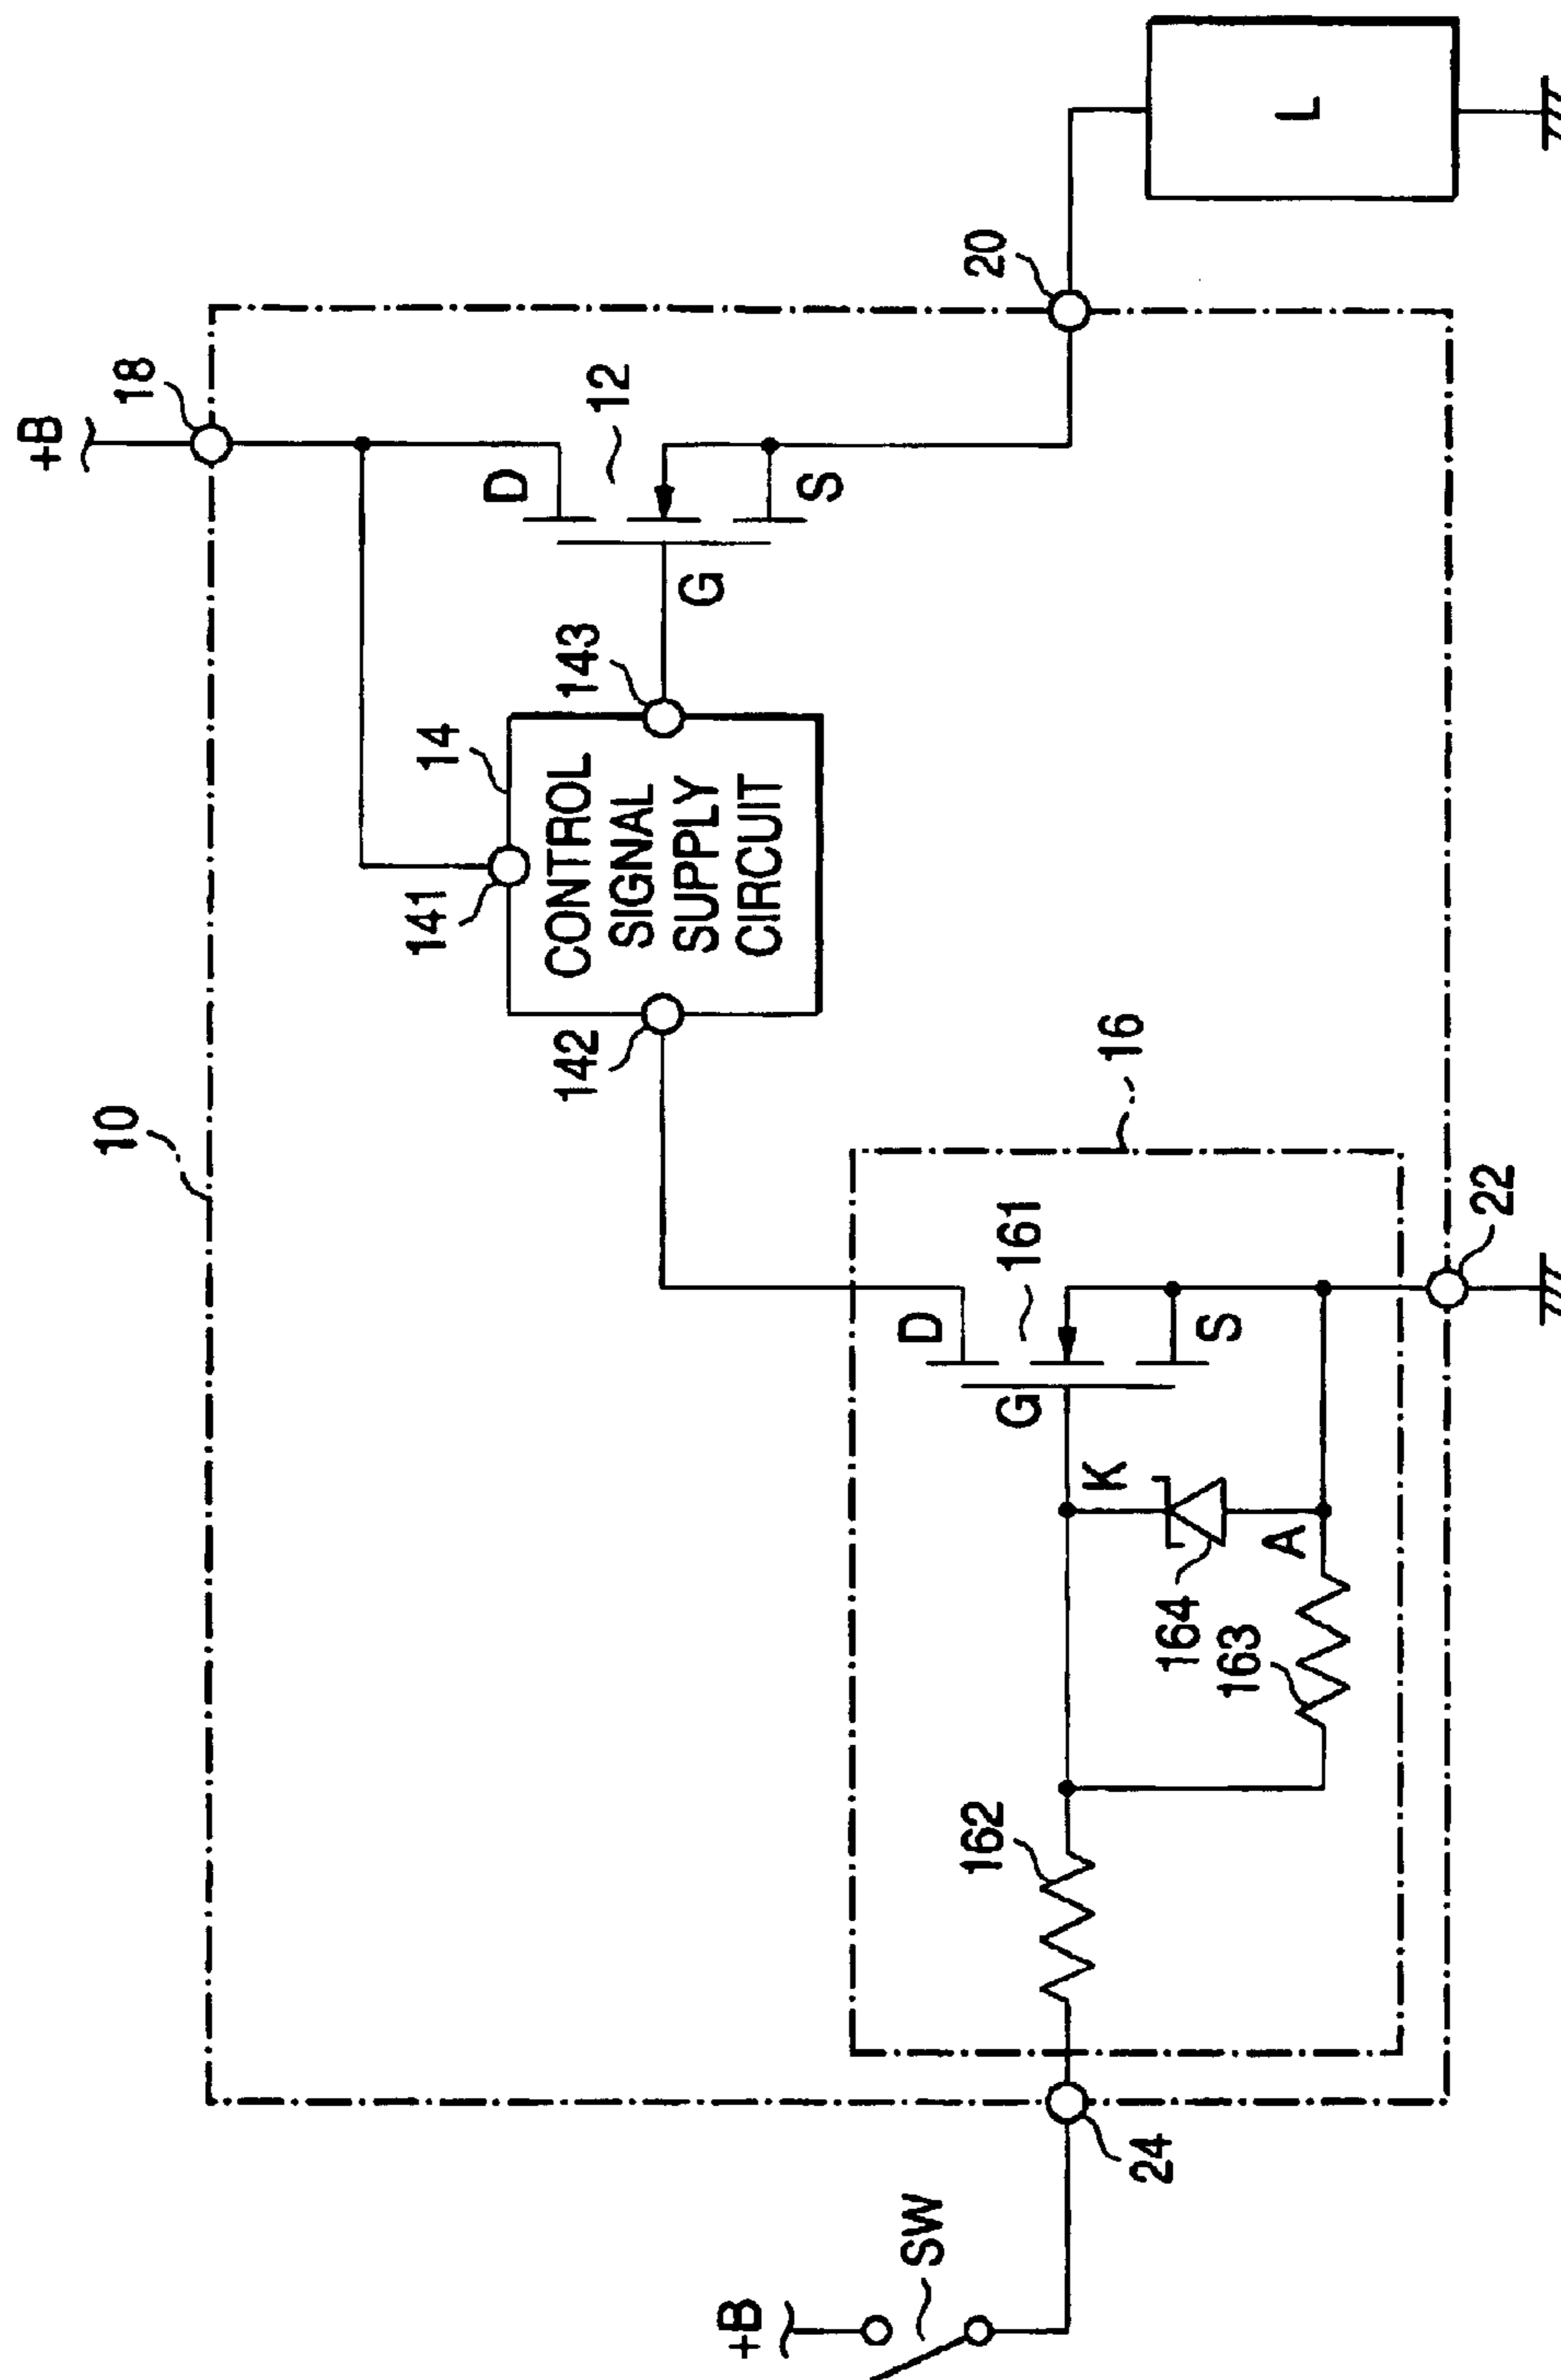 10
+B
18
D
12
S
G
20
L
14
141
CONTROL
SIGNAL
SUPPLY
CIRCUIT
143
142
16
D
161
G
S
K
A
164
163
162
22
24
+B
SW